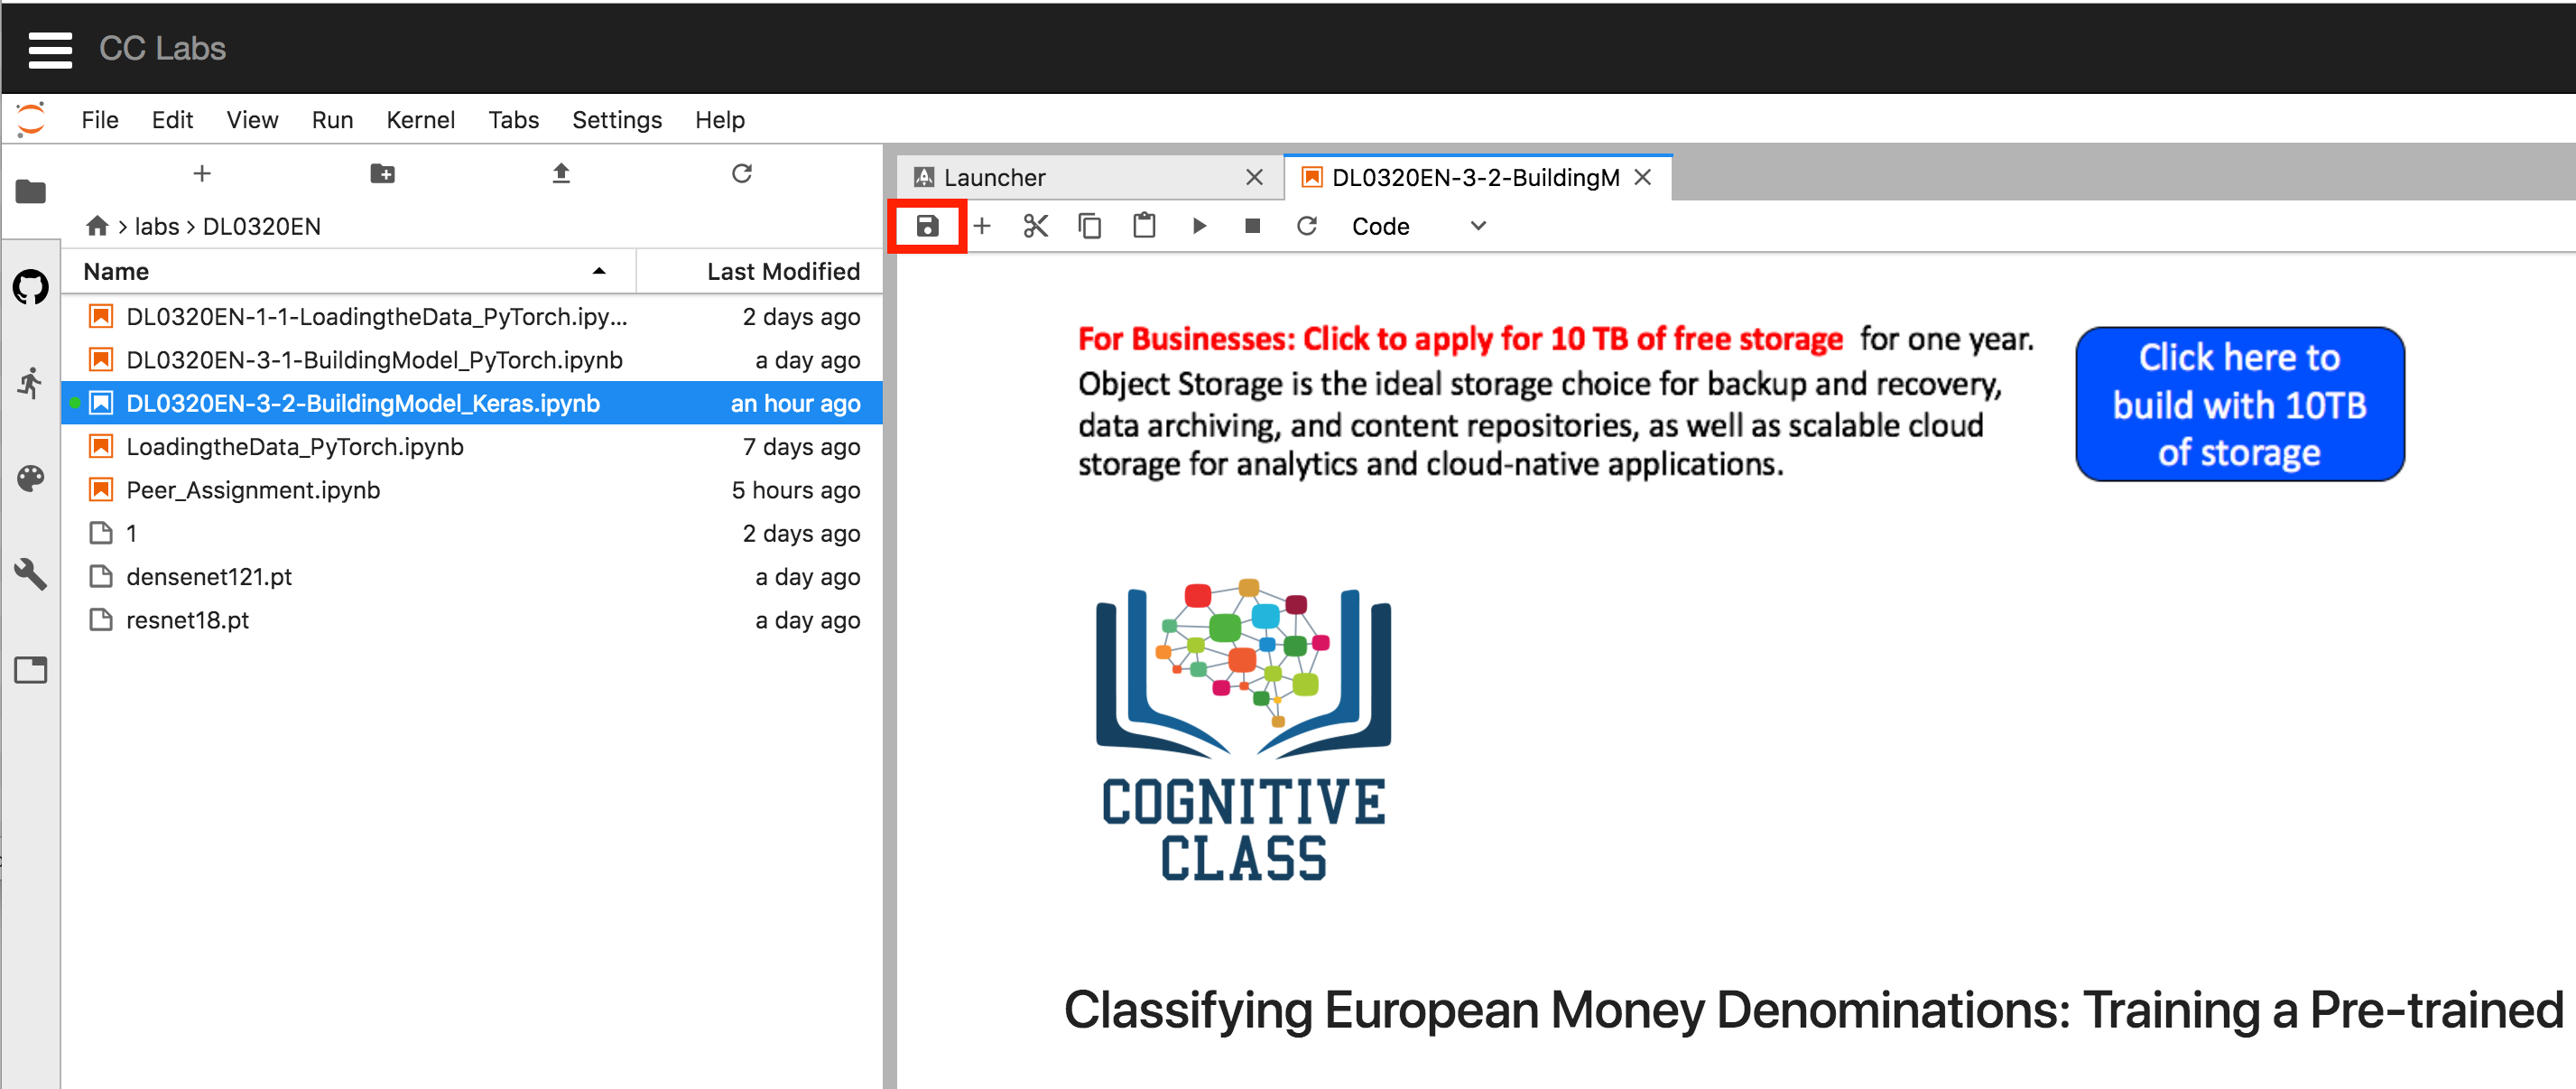 CC Labs
File Edit View Run Kernel Tabs Settings Help
Launcher
DL0320EN-3-2-BuildingM
labs > DL0320EN
Code
Name Last Modified
DL0320EN-1-1-LoadingtheData_PyTorch.ipy... 2 days ago
DL0320EN-3-1-BuildingModel_PyTorch.ipynb a day ago
DL0320EN-3-2-BuildingModel_Keras.ipynb an hour ago
LoadingtheData_PyTorch.ipynb 7 days ago
Peer_Assignment.ipynb 5 hours ago
1 2 days ago
densenet121.pt a day ago
resnet18.pt a day ago
For Businesses: Click to apply for 10 TB of free storage for one year.
Object Storage is the ideal storage choice for backup and recovery,
data archiving, and content repositories, as well as scalable cloud
storage for analytics and cloud-native applications.
Click here to
build with 10TB
of storage
COGNITIVE
CLASS
Classifying European Money Denominations: Training a Pre-trained